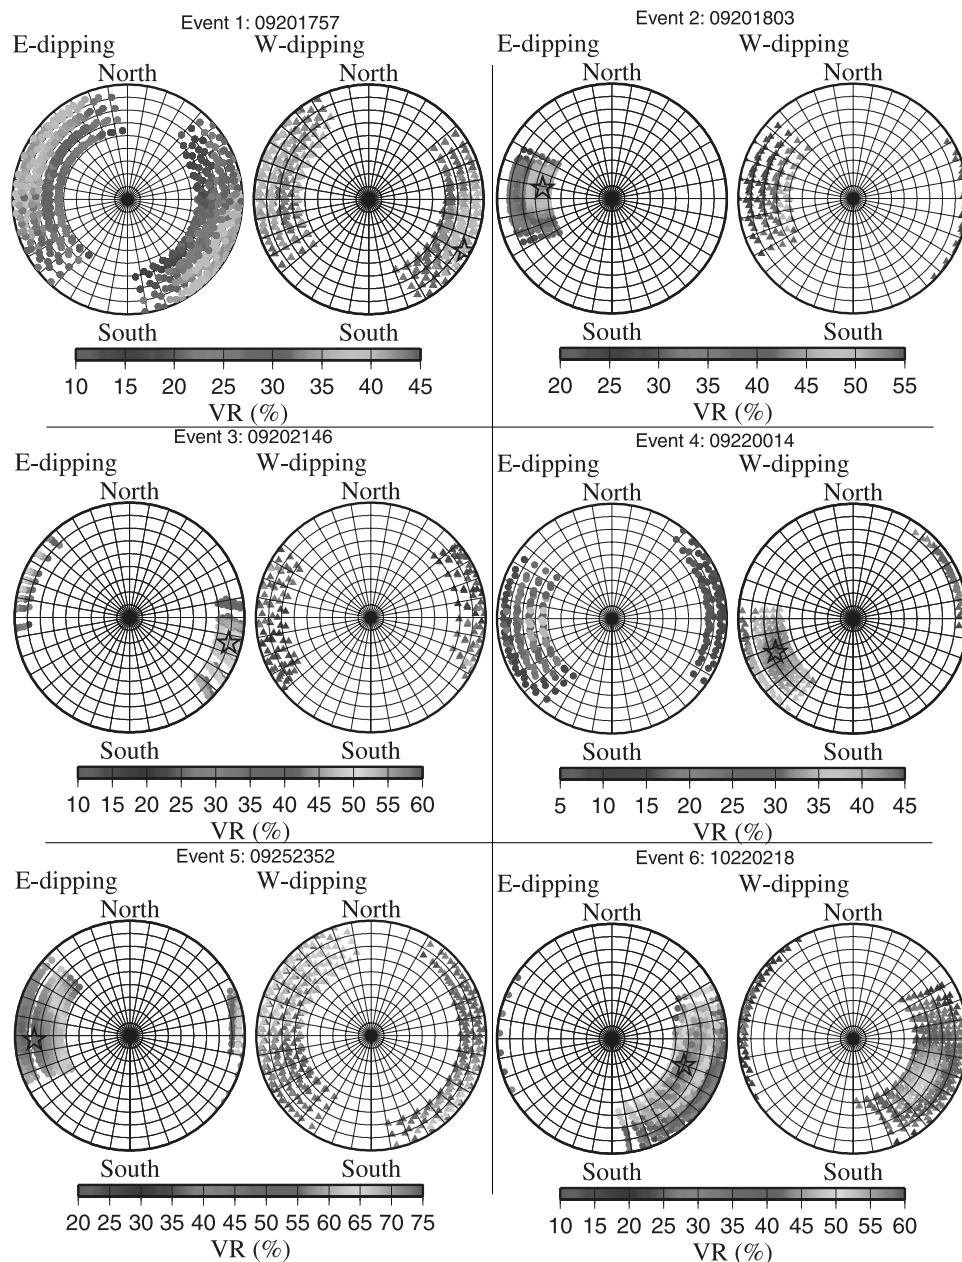 Event 1: 09201757
E-dipping
W-dipping
North
North
South
South
10 15 20 25 30 35 40 45
VR (%)
Event 2: 09201803
E-dipping
W-dipping
North
North
South
South
20 25 30 35 40 45 50 55
VR (%)
Event 3: 09202146
E-dipping
W-dipping
North
North
South
South
10 15 20 25 30 35 40 45 50 55 60
VR (%)
Event 4: 09220014
E-dipping
W-dipping
North
North
South
South
5 10 15 20 25 30 35 40 45
VR (%)
Event 5: 09252352
E-dipping
W-dipping
North
North
South
South
20 25 30 35 40 45 50 55 60 65 70 75
VR (%)
Event 6: 10220218
E-dipping
W-dipping
North
North
South
South
10 15 20 25 30 35 40 45 50 55 60
VR (%)